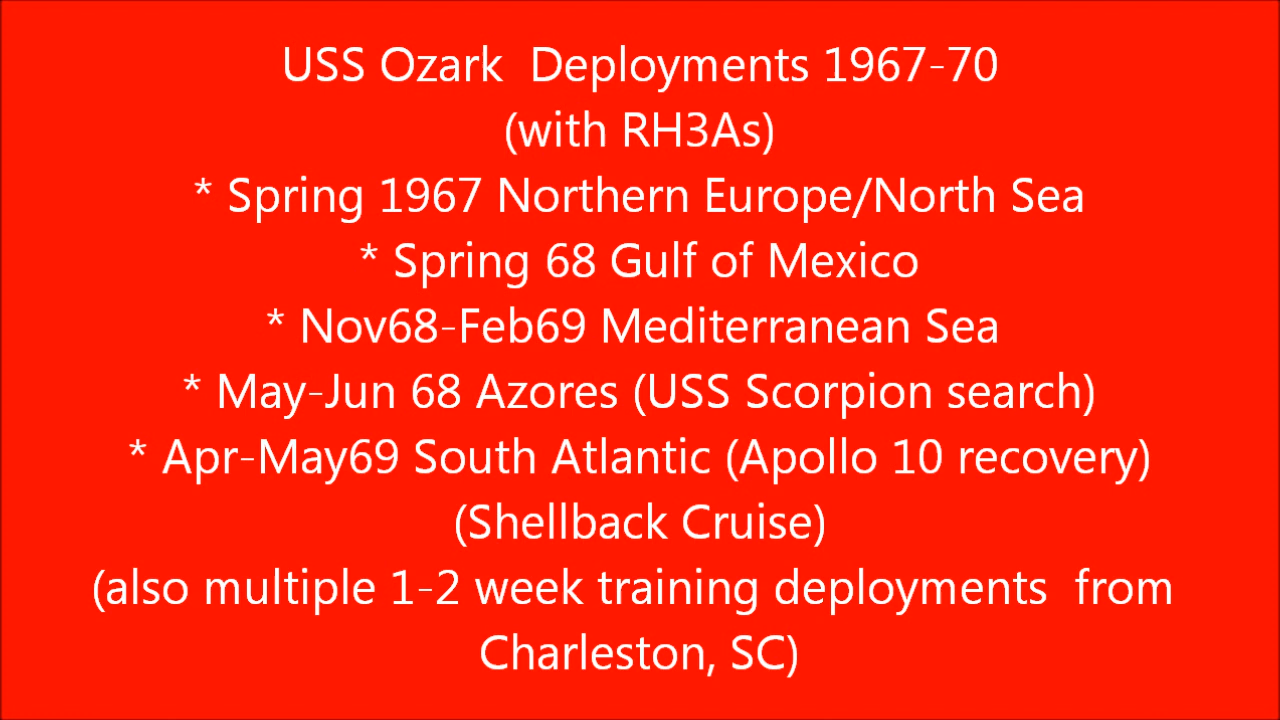 USS Ozark  Deployments 1967-70
(with RH3As)
* Spring 1967 Northern Europe/North Sea
* Spring 68 Gulf of Mexico
* Nov68-Feb69 Mediterranean Sea
* May-Jun 68 Azores (USS Scorpion search)
* Apr-May69 South Atlantic (Apollo 10 recovery)
(Shellback Cruise)
(also multiple 1-2 week training deployments  from
Charleston, SC)